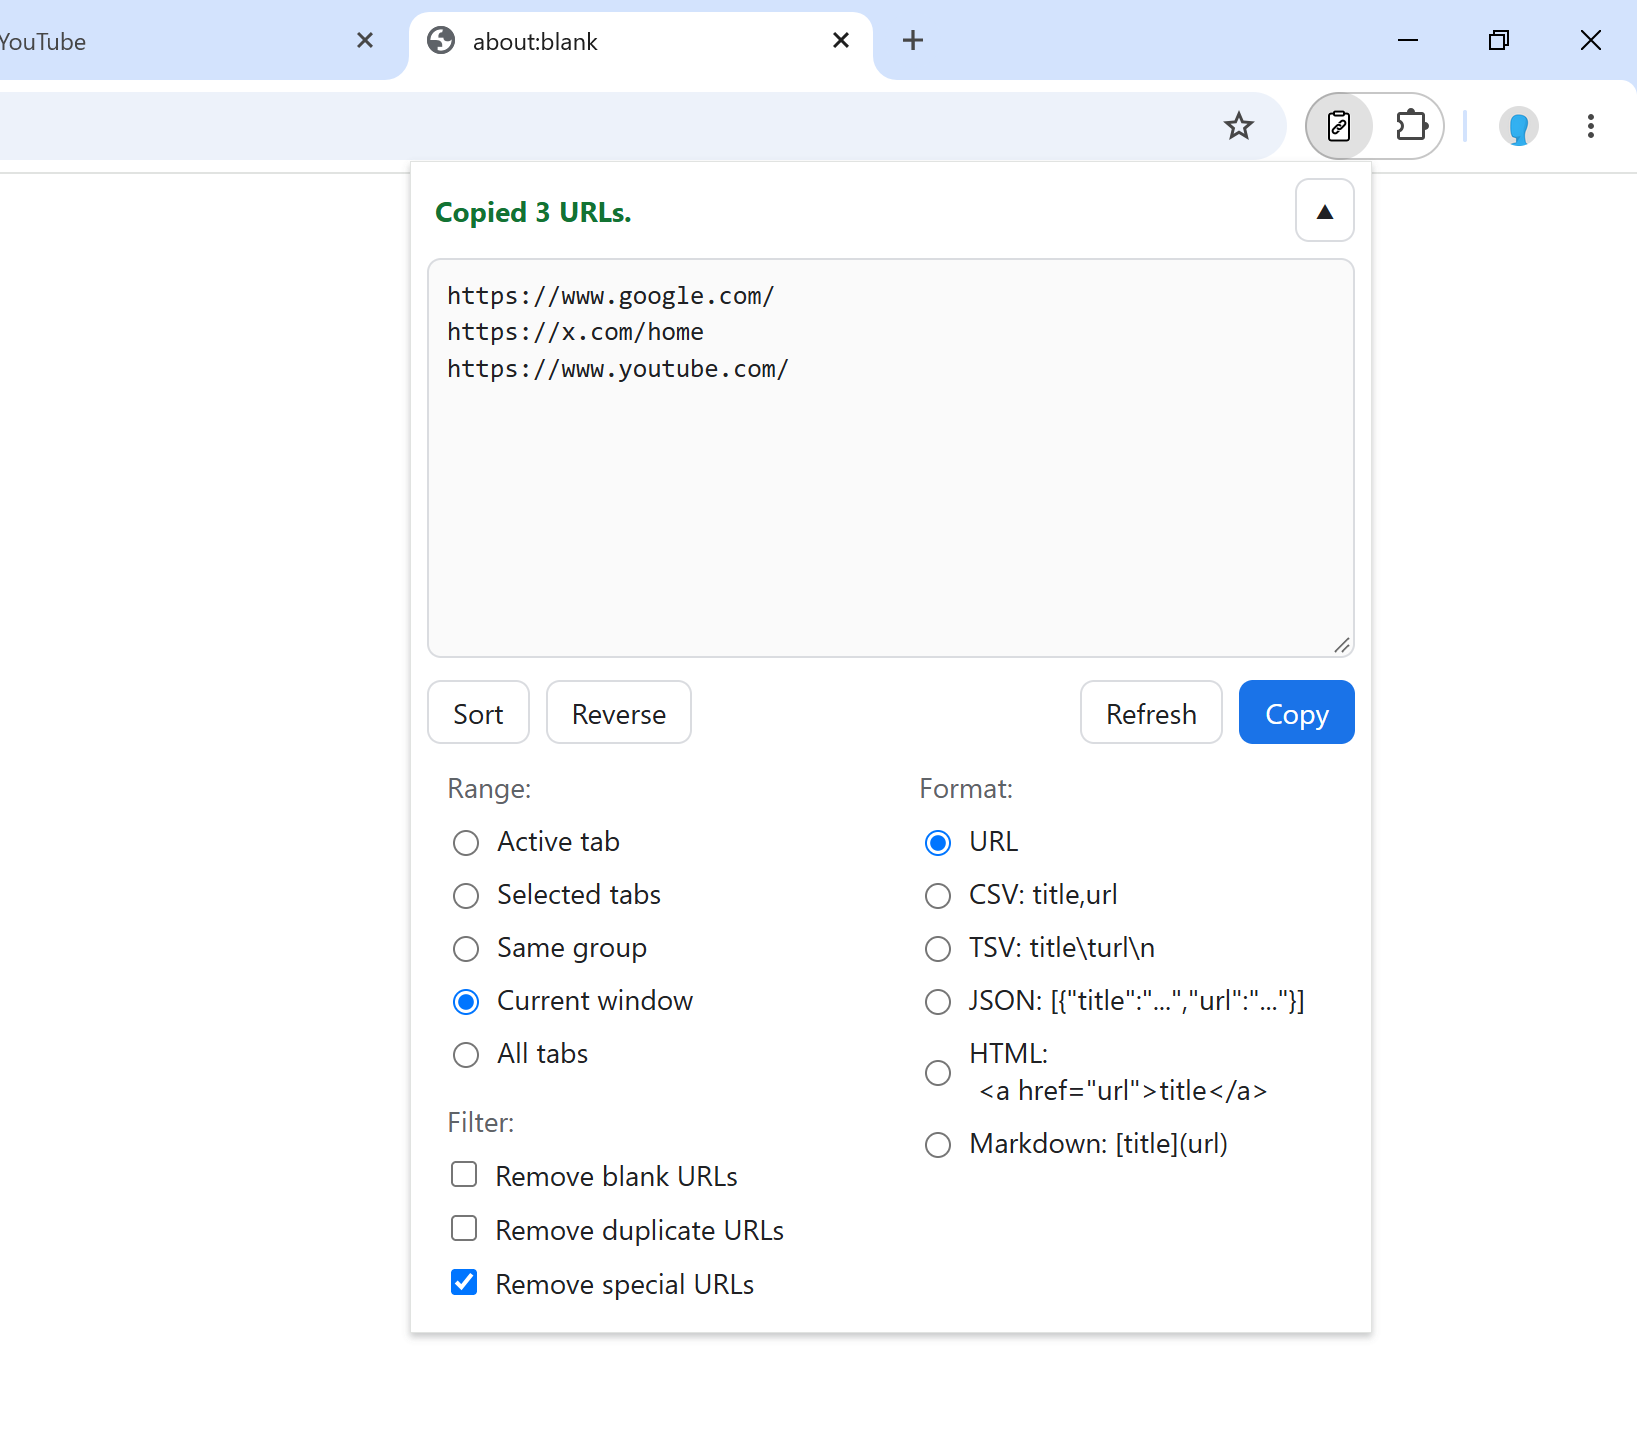 YouTube
about:blank
Copied 3 URLs.
https://www.google.com/
https://x.com/home
https://www.youtube.com/
Sort
Reverse
Refresh
Copy
Range:
Active tab
Selected tabs
Same group
Current window
All tabs
Filter:
Remove blank URLs
Remove duplicate URLs
Remove special URLs
Format:
URL
CSV: title,url
TSV: title\turl\n
JSON: [{"title":"...","url":"..."}]
HTML:
<a href="url">title</a>
Markdown: [title](url)